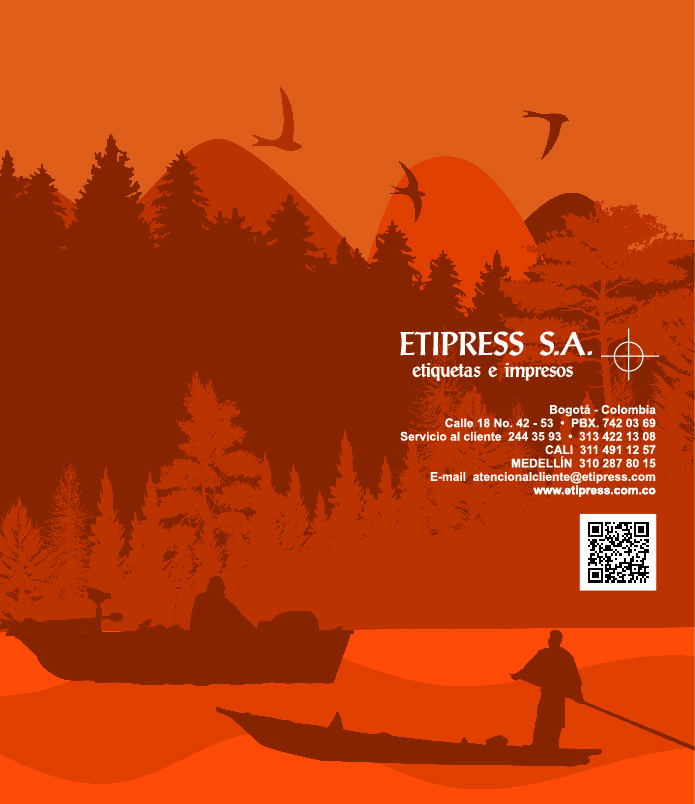 ETIPRESS S.A.
etiquetas e impresos
Bogotá - Colombia
Calle 18 No. 42 - 53 • PBX. 742 03 69
Servicio al cliente 244 35 93 • 313 422 13 08
CALI 311 491 12 57
MEDELLÍN 310 287 80 15
E-mail atencionalcliente@etipress.com
www.etipress.com.co